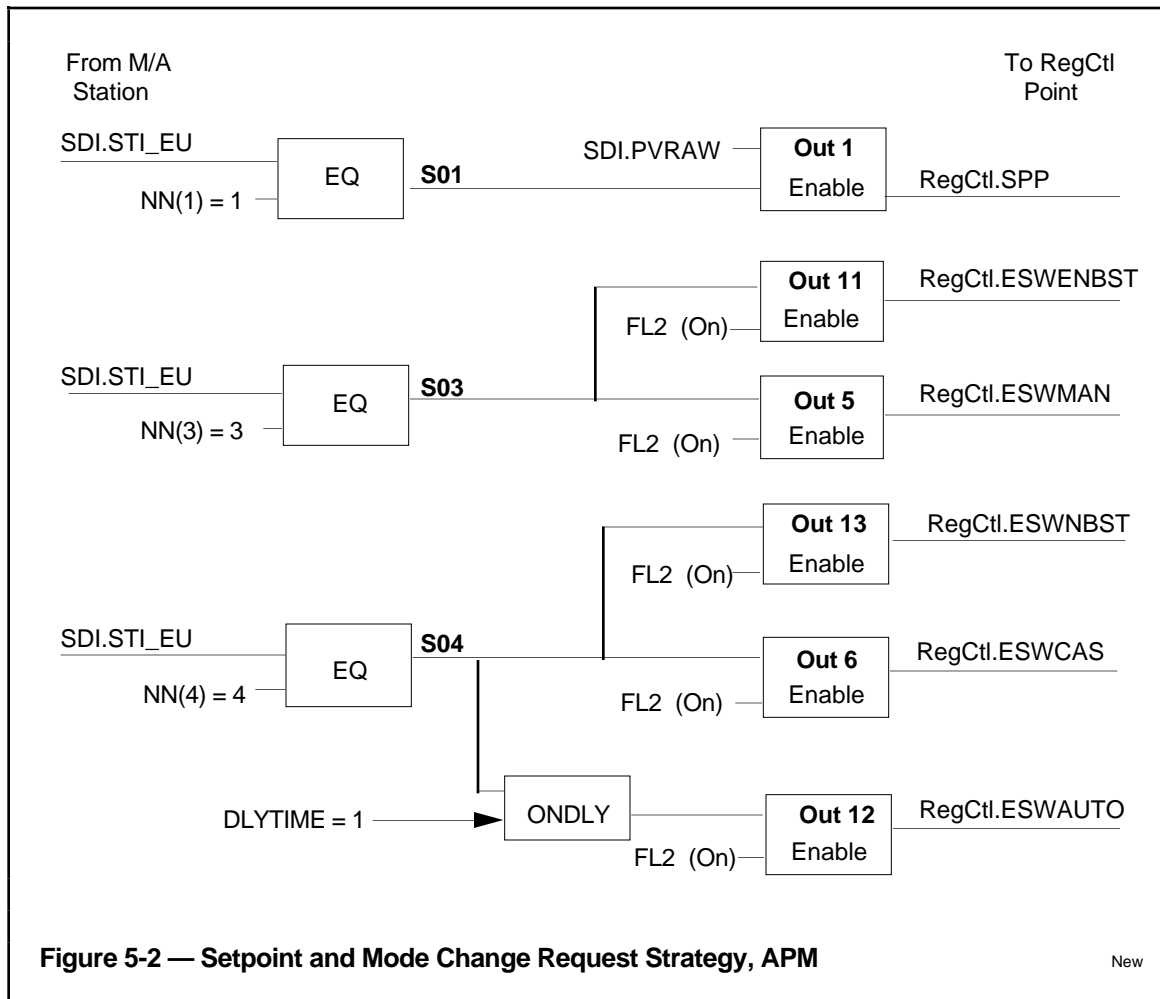 From M/A
Station
To RegCtl
Point
SDI.STI_EU
NN(1) = 1
EQ
S01
SDI.PVRAW
Out 1
Enable
RegCtl.SPP
SDI.STI_EU
NN(3) = 3
EQ
S03
FL2 (On)
Out 11
Enable
RegCtl.ESWENBST
FL2 (On)
Out 5
Enable
RegCtl.ESWMAN
SDI.STI_EU
NN(4) = 4
EQ
S04
FL2 (On)
Out 13
Enable
RegCtl.ESWNBST
FL2 (On)
Out 6
Enable
RegCtl.ESWCAS
DLYTIME = 1
ONDLY
FL2 (On)
Out 12
Enable
RegCtl.ESWAUTO
Figure 5-2 — Setpoint and Mode Change Request Strategy, APM
New